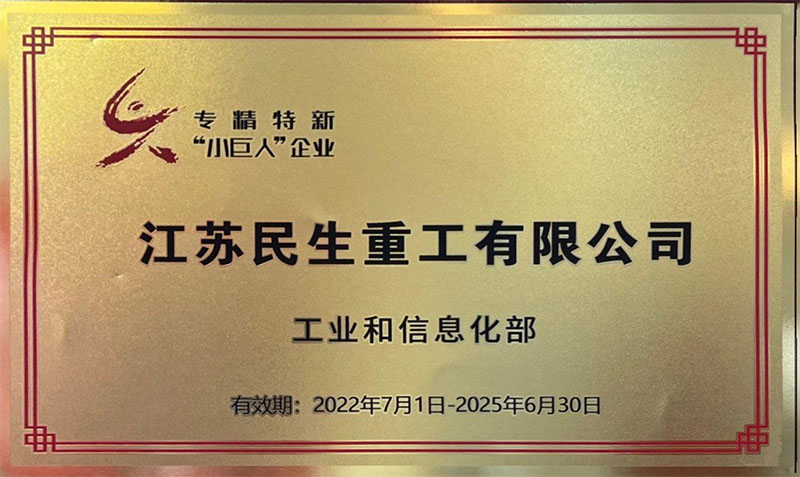 专精特新
“小巨人”企业
江苏民生重工有限公司
工业和信息化部
有效期：2022年7月1日-2025年6月30日